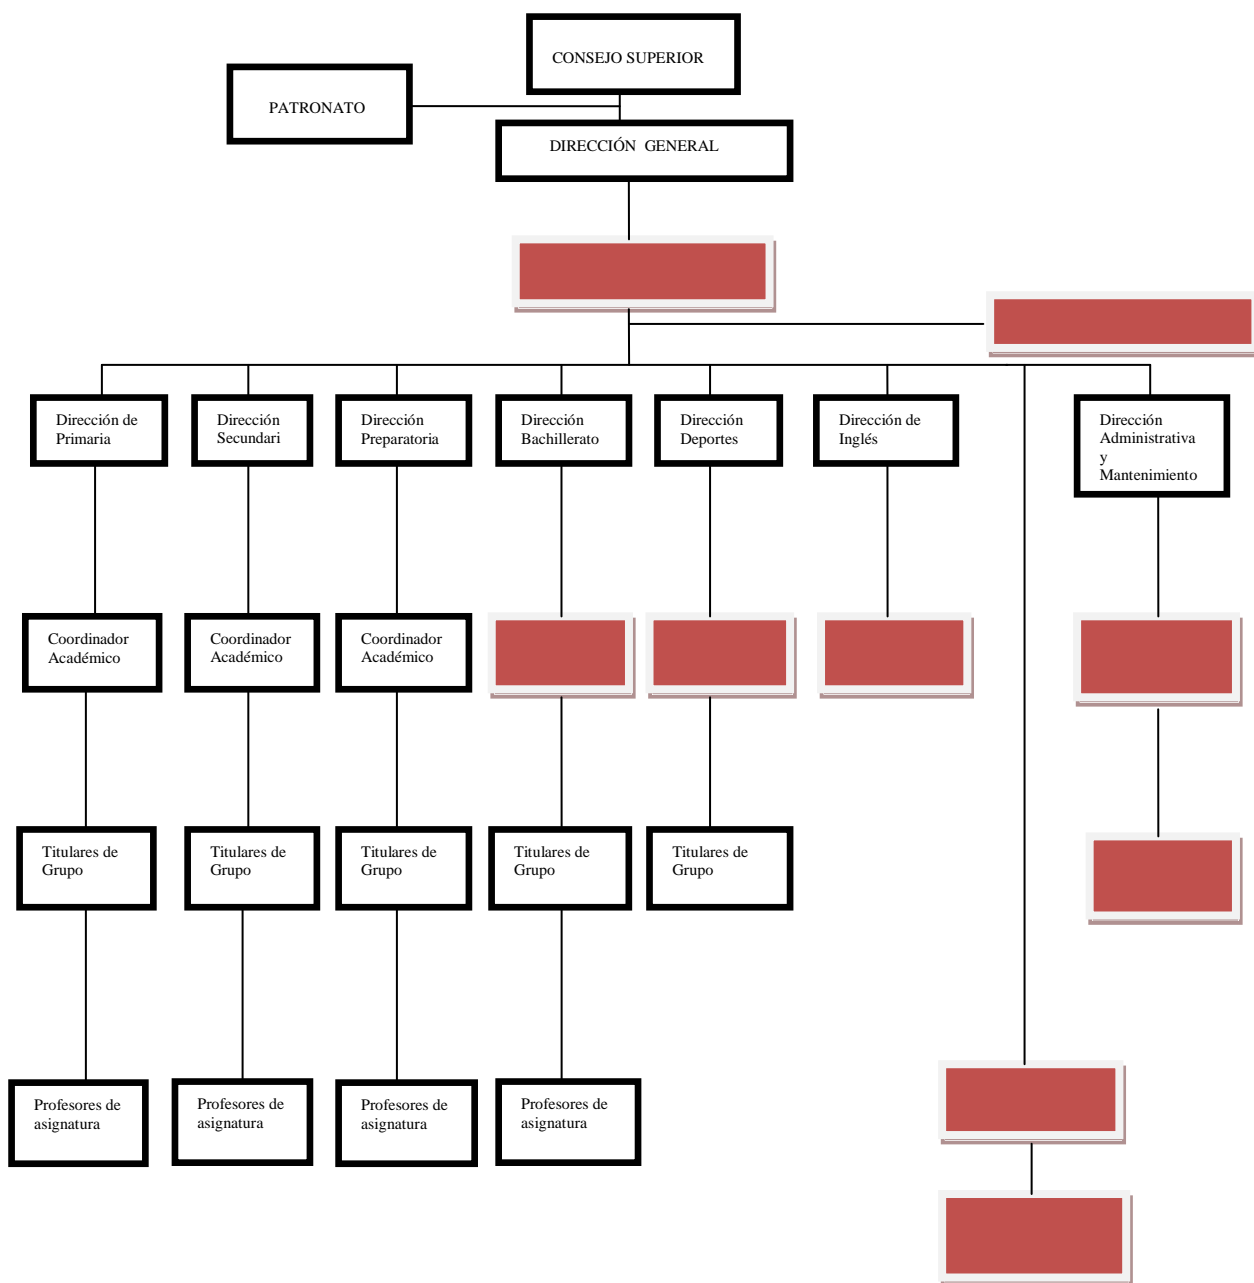 CONSEJO SUPERIOR
PATRONATO
DIRECCIÓN GENERAL
Dirección de
Primaria
Dirección
Secundari
Dirección
Preparatoria
Dirección
Bachillerato
Dirección
Deportes
Dirección de
Inglés
Dirección
Administrativa
y
Mantenimiento
Coordinador
Académico
Coordinador
Académico
Coordinador
Académico
Titulares de
Grupo
Titulares de
Grupo
Titulares de
Grupo
Titulares de
Grupo
Titulares de
Grupo
Profesores de
asignatura
Profesores de
asignatura
Profesores de
asignatura
Profesores de
asignatura